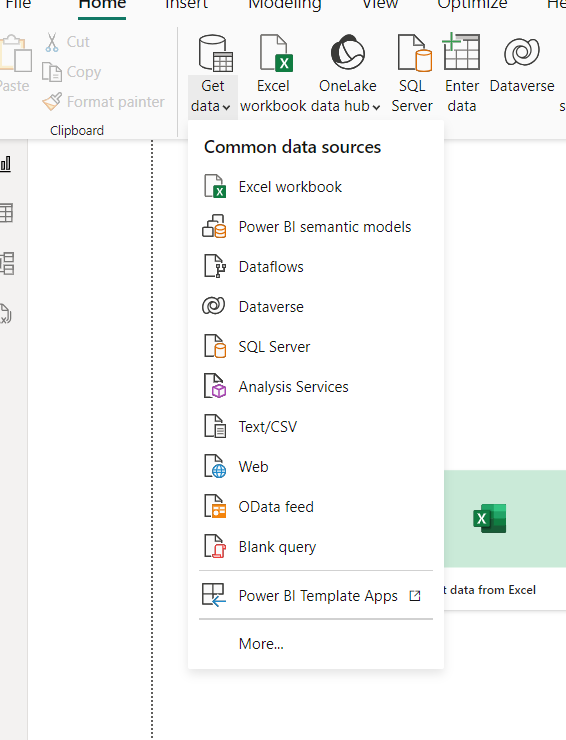 File Home Insert Modeling View Optimize He
Paste
Cut
Copy
Format painter
Clipboard
Get data
Excel workbook
OneLake data hub
SQL Server
Enter data
Dataverse
s
Common data sources
Excel workbook
Power BI semantic models
Dataflows
Dataverse
SQL Server
Analysis Services
Text/CSV
Web
OData feed
Blank query
Power BI Template Apps
More...
t data from Excel